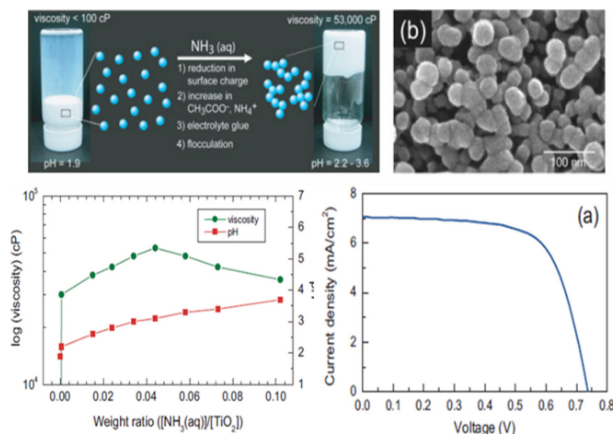 viscosity < 100 cP
viscosity = 53,000 cP
NH3 (aq)
1) reduction in
surface charge
2) increase in
CH3COO-, NH4+
3) electrolyte glue
4) flocculation
pH = 1.9
pH = 2.2 - 3.6
(b)
100 nm
10^5
10^4
log (viscosity) (cP)
viscosity
pH
7
6
5
4
3
2
1
0.00 0.02 0.04 0.06 0.08 0.10
Weight ratio ([NH3(aq)]/[TiO2])
(a)
Current density (mA/cm2)
8
7
6
5
4
3
2
1
0
0.0 0.1 0.2 0.3 0.4 0.5 0.6 0.7 0.8
Voltage (V)